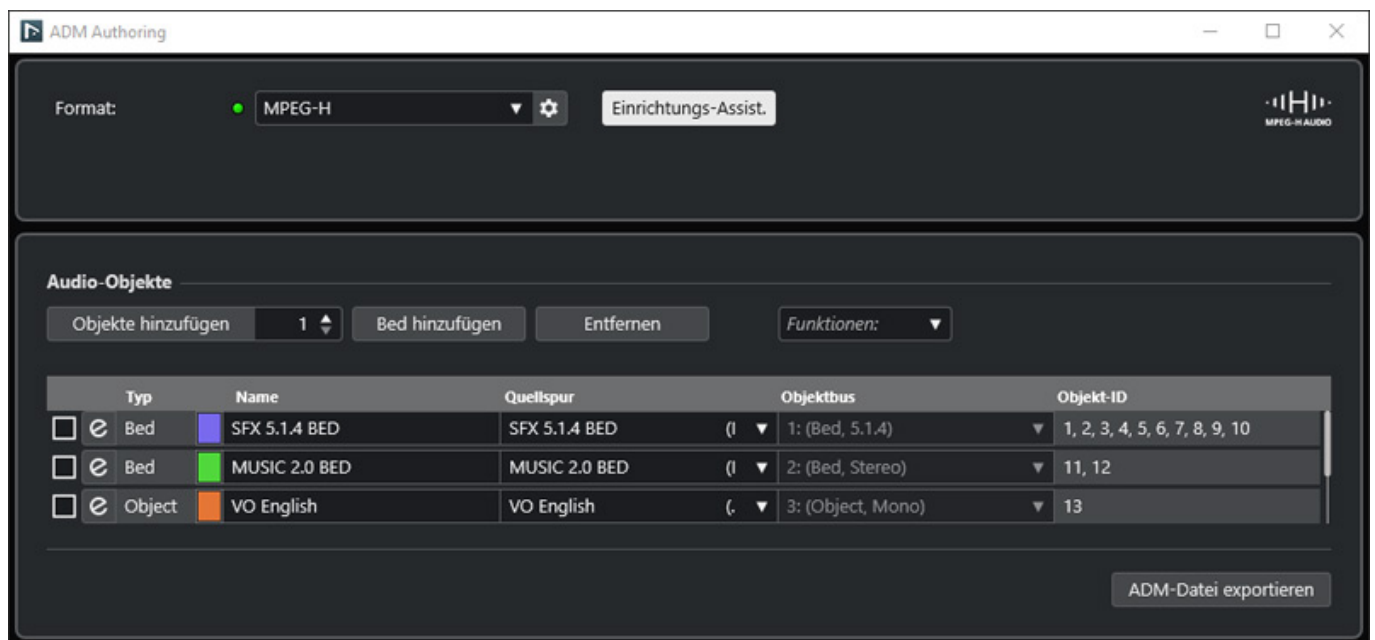 ADM Authoring
Format: MPEG-H Einrichtungs-Assist.
MPEG-H AUDIO
Audio-Objekte
Objekte hinzufügen 1 Bed hinzufügen Entfernen Funktionen:
Typ Name Quellspur Objektbus Objekt-ID
e Bed SFX 5.1.4 BED SFX 5.1.4 BED (I 1: (Bed, 5.1.4) 1, 2, 3, 4, 5, 6, 7, 8, 9, 10
e Bed MUSIC 2.0 BED MUSIC 2.0 BED (I 2: (Bed, Stereo) 11, 12
e Object VO English VO English (. 3: (Object, Mono) 13
ADM-Datei exportieren